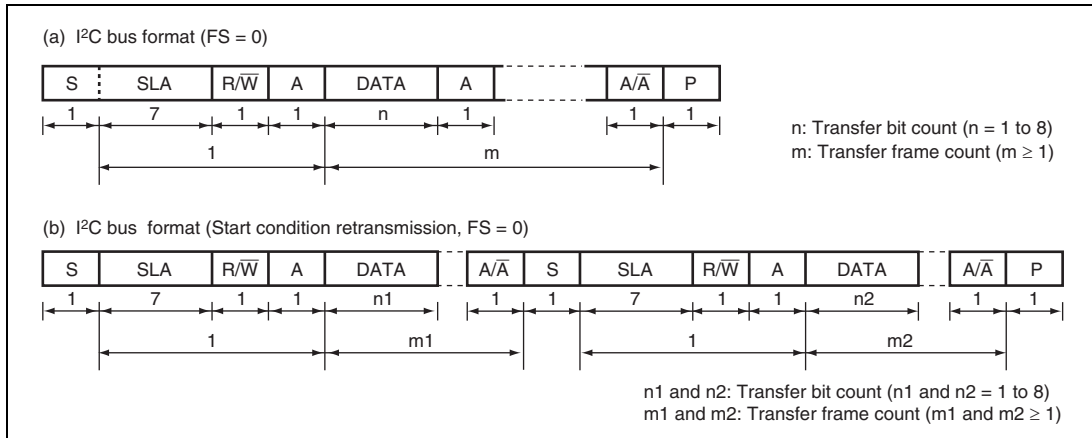 (a) I²C bus format (FS = 0)
S SLA R/W̅ A DATA A A/A̅ P
1 7 1 1 n 1 1 1
1 m
n: Transfer bit count (n = 1 to 8)
m: Transfer frame count (m ≥ 1)
(b) I²C bus format (Start condition retransmission, FS = 0)
S SLA R/W̅ A DATA A/A̅ S SLA R/W̅ A DATA A/A̅ P
1 7 1 1 n1 1 1 7 1 1 n2 1 1
1 m1 1 m2
n1 and n2: Transfer bit count (n1 and n2 = 1 to 8)
m1 and m2: Transfer frame count (m1 and m2 ≥ 1)